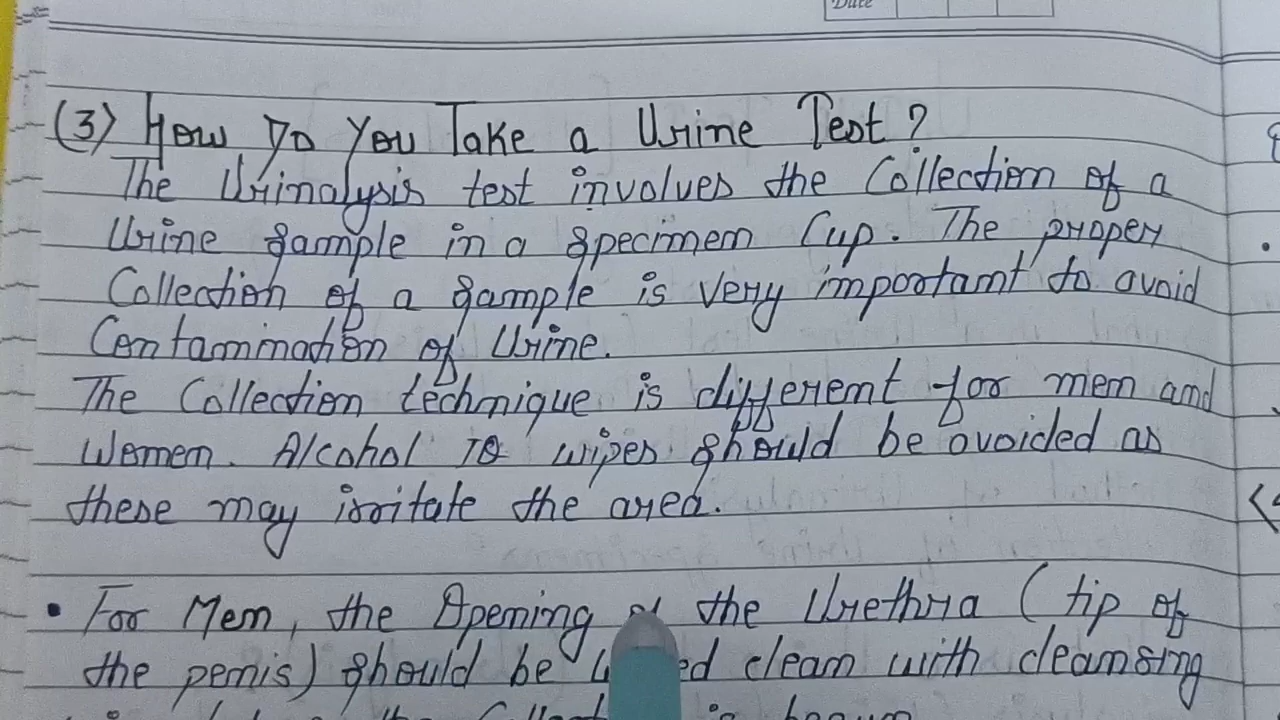 Date
(3) How Do You Take a Urine Test?
The Urinalysis test involves the Collection of a
Urine sample in a specimen Cup. The proper
Collection of a sample is very important to avoid
Contamination of Urine.
The Collection technique is different for men and
Women. Alcohol wipes should be avoided as
these may irritate the area.
• For Men, the Opening of the Urethra (tip of
the penis) should be clean with cleansing